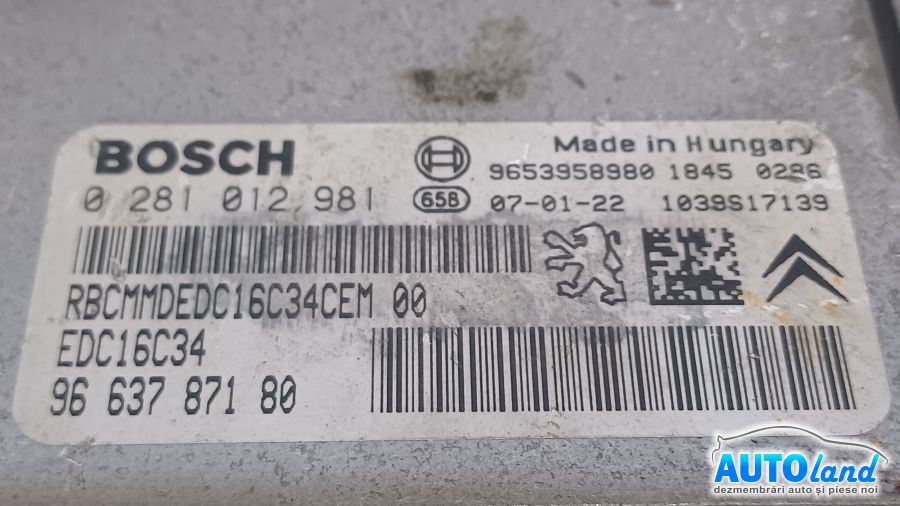 BOSCH
Made in Hungary
9653958980 1845 0286
0 281 012 981
658
07-01-22 1039S17139
RBCMMDEDC16C34CEM 00
EDC16C34
96 637 871 80
AUTOland
dezmembrări auto și piese noi